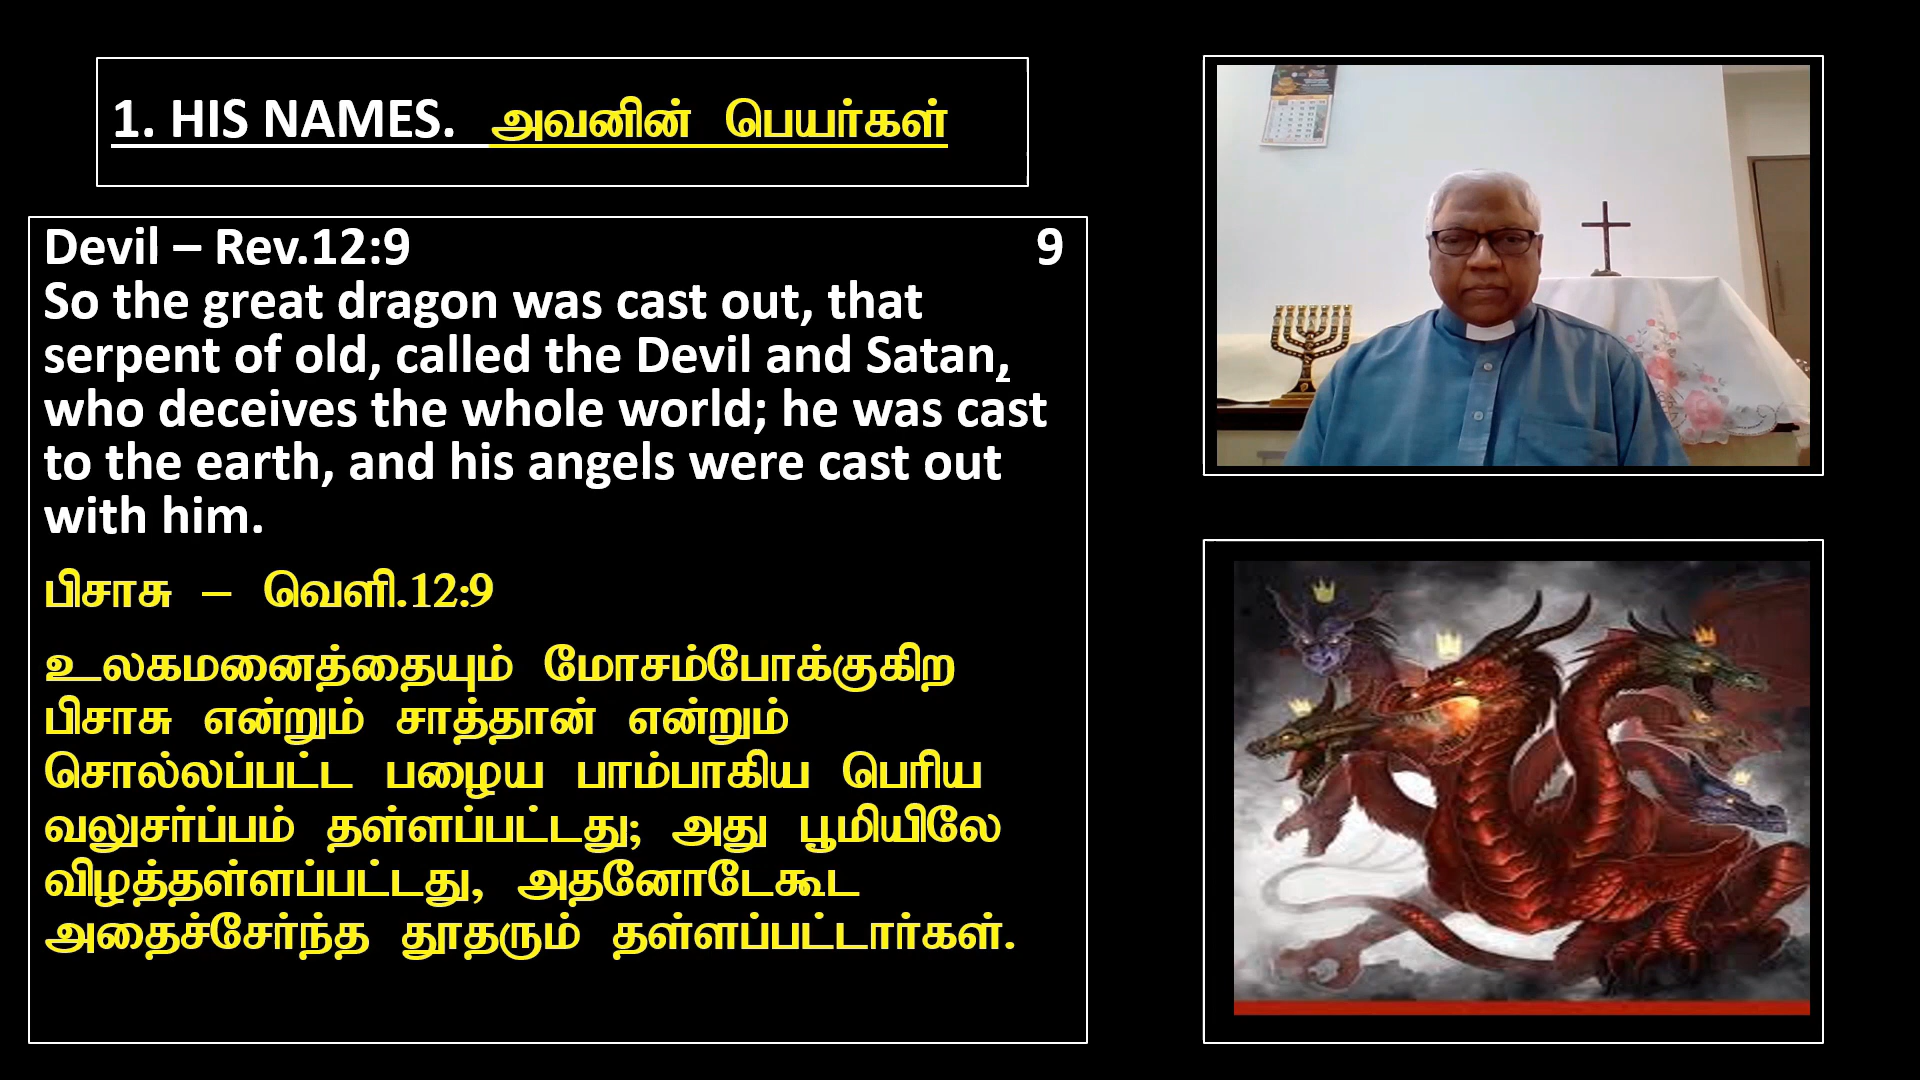 1. HIS NAMES. அவனின் பெயர்கள்
Devil – Rev.12:9 9
So the great dragon was cast out, that
serpent of old, called the Devil and Satan,
who deceives the whole world; he was cast
to the earth, and his angels were cast out
with him.
பிசாசு – வெளி.12:9
உலகமனைத்தையும் மோசம்போக்குகிற
பிசாசு என்றும் சாத்தான் என்றும்
சொல்லப்பட்ட பழைய பாம்பாகிய பெரிய
வலுசர்ப்பம் தள்ளப்பட்டது; அது பூமியிலே
விழத்தள்ளப்பட்டது, அதனோடேகூட
அதைச்சேர்ந்த தூதரும் தள்ளப்பட்டார்கள்.